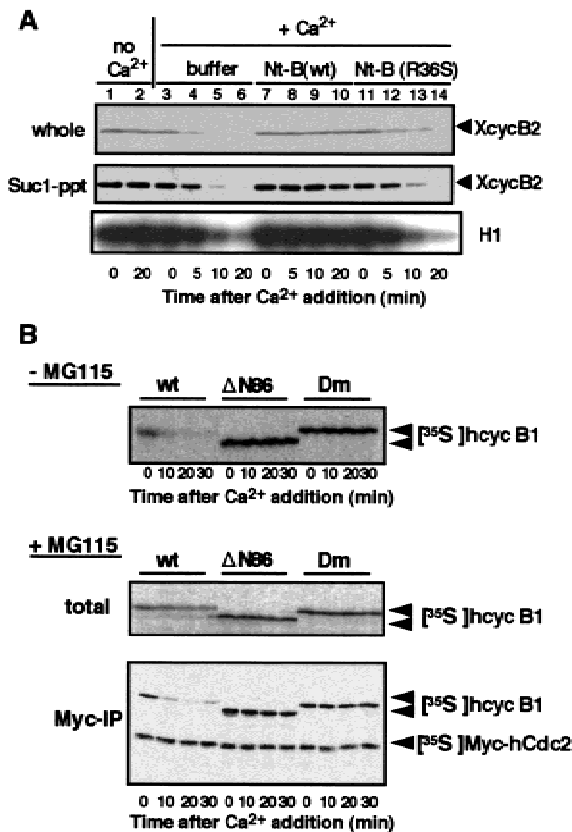 A
+ Ca2+
no
Ca2+
buffer Nt-B(wt) Nt-B (R36S)
1 2 3 4 5 6 7 8 9 10 11 12 13 14
whole XcycB2
Suc1-ppt XcycB2
H1
0 20 0 5 10 20 0 5 10 20 0 5 10 20
Time after Ca2+ addition (min)
B
- MG115
wt ΔN86 Dm
[35S]hcyc B1
0 10 20 30 0 10 20 30 0 10 20 30
Time after Ca2+ addition (min)
+ MG115
wt ΔN86 Dm
total [35S]hcyc B1
Myc-IP [35S]hcyc B1
[35S]Myc-hCdc2
0 10 20 30 0 10 20 30 0 10 20 30
Time after Ca2+ addition (min)